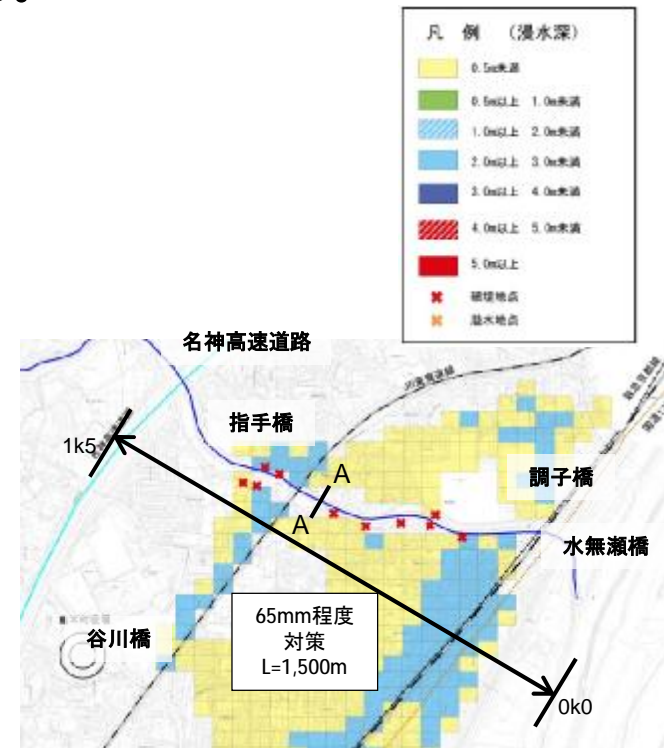 凡 例 (浸水深)
0.5m未満
0.5m以上 1.0m未満
1.0m以上 2.0m未満
2.0m以上 3.0m未満
3.0m以上 4.0m未満
4.0m以上 5.0m未満
5.0m以上
破堤地点
溢水地点
名神高速道路
指手橋
1k5
A
A
調子橋
水無瀬橋
谷川橋
65mm程度
対策
L=1,500m
0k0